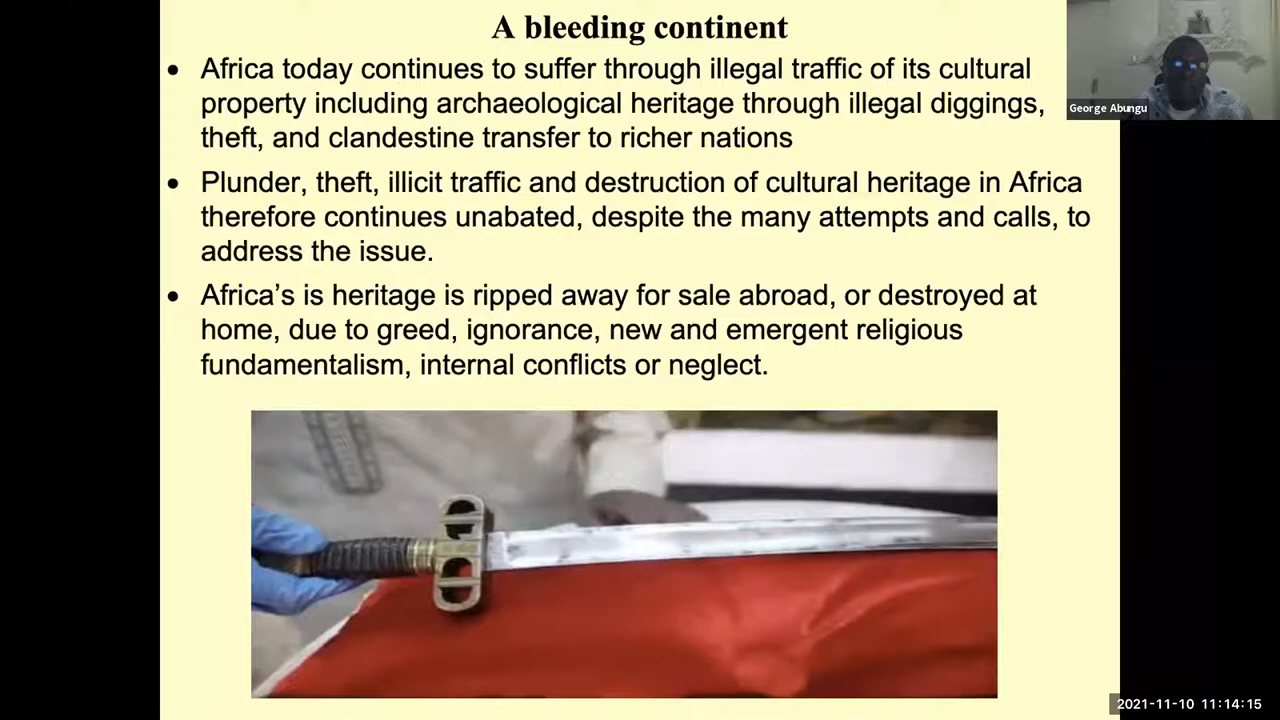 A bleeding continent
• Africa today continues to suffer through illegal traffic of its cultural
property including archaeological heritage through illegal diggings,
theft, and clandestine transfer to richer nations
• Plunder, theft, illicit traffic and destruction of cultural heritage in Africa
therefore continues unabated, despite the many attempts and calls, to
address the issue.
• Africa's is heritage is ripped away for sale abroad, or destroyed at
home, due to greed, ignorance, new and emergent religious
fundamentalism, internal conflicts or neglect.
George Abungu
2021-11-10 11:14:15